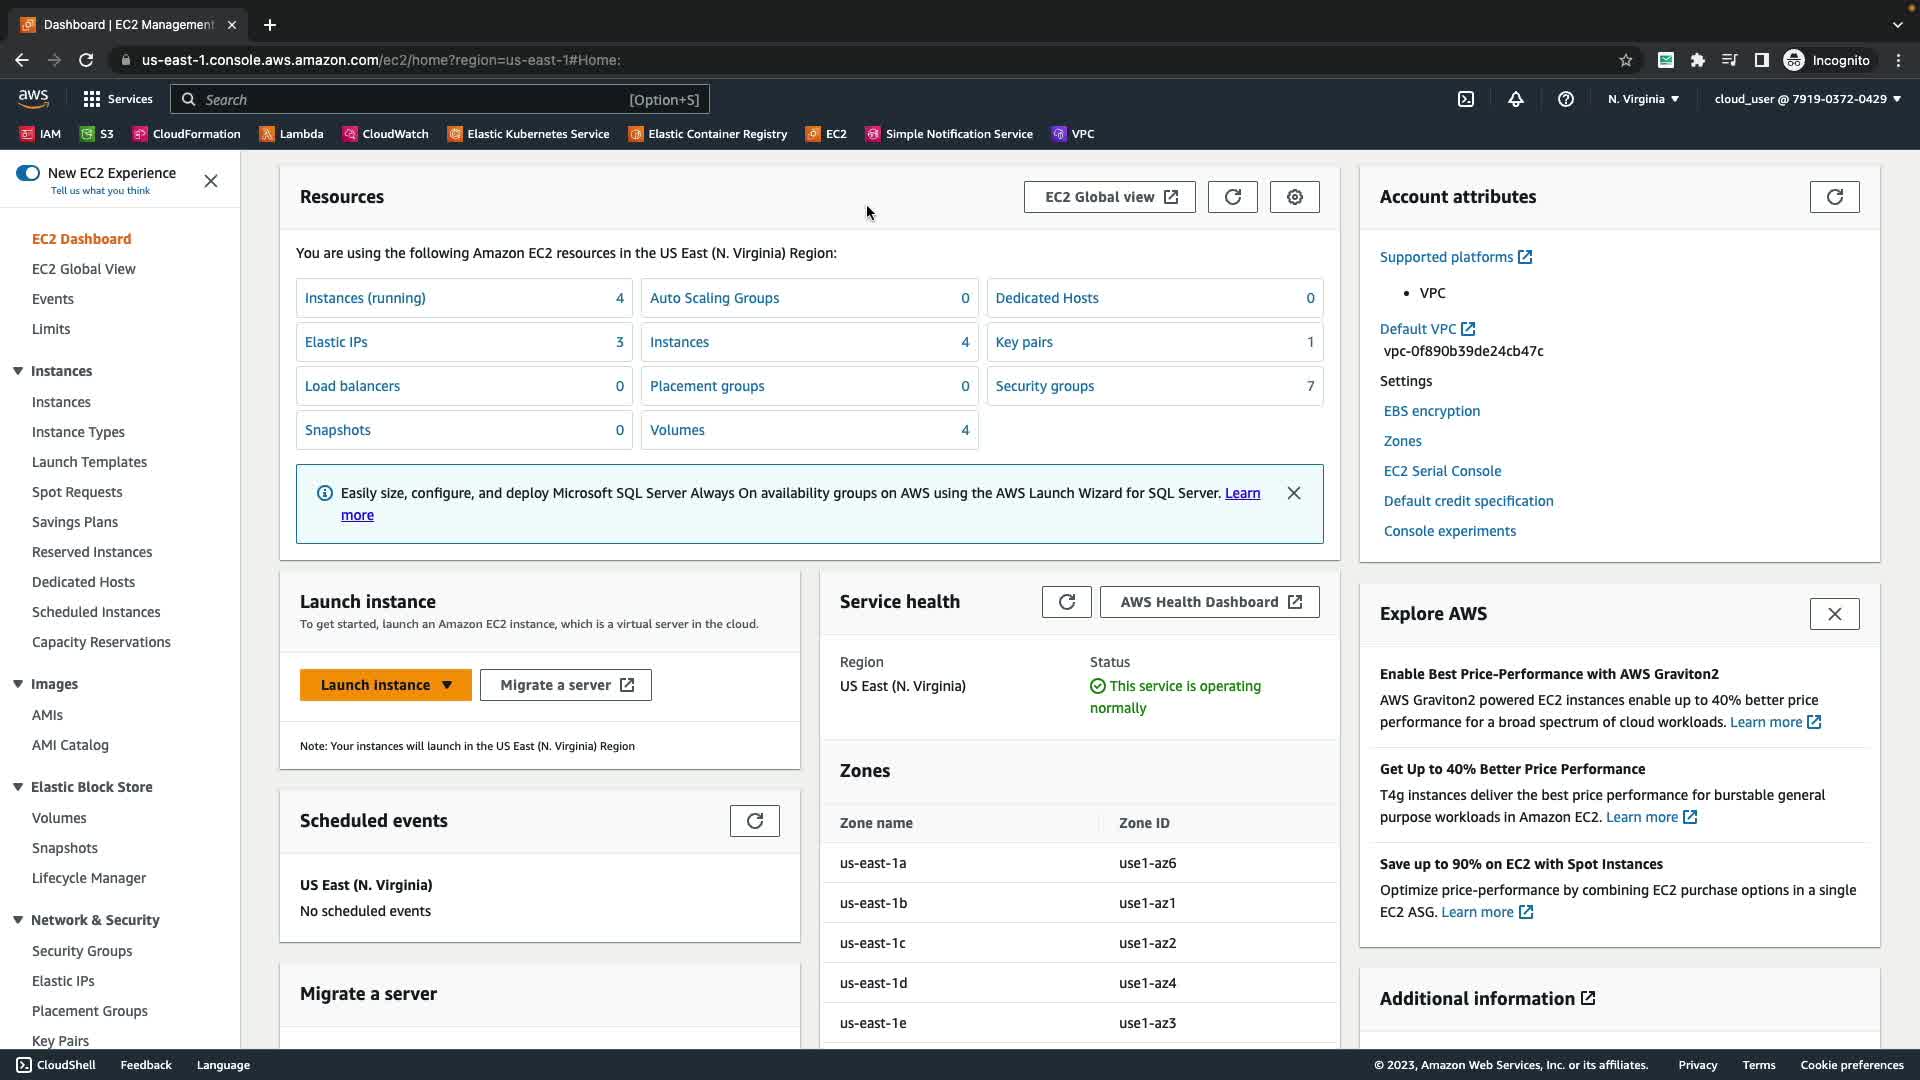 Dashboard | EC2 Management
us-east-1.console.aws.amazon.com/ec2/home?region=us-east-1#Home:
Incognito
aws
Services
Search
[Option+S]
N. Virginia
cloud_user @ 7919-0372-0429
IAM
S3
CloudFormation
Lambda
CloudWatch
Elastic Kubernetes Service
Elastic Container Registry
EC2
Simple Notification Service
VPC
New EC2 Experience
Tell us what you think
EC2 Dashboard
EC2 Global View
Events
Limits
Instances
Instances
Instance Types
Launch Templates
Spot Requests
Savings Plans
Reserved Instances
Dedicated Hosts
Scheduled Instances
Capacity Reservations
Images
AMIs
AMI Catalog
Elastic Block Store
Volumes
Snapshots
Lifecycle Manager
Network & Security
Security Groups
Elastic IPs
Placement Groups
Key Pairs
Resources
EC2 Global view
You are using the following Amazon EC2 resources in the US East (N. Virginia) Region:
Instances (running) 4
Auto Scaling Groups 0
Dedicated Hosts 0
Elastic IPs 3
Instances 4
Key pairs 1
Load balancers 0
Placement groups 0
Security groups 7
Snapshots 0
Volumes 4
Easily size, configure, and deploy Microsoft SQL Server Always On availability groups on AWS using the AWS Launch Wizard for SQL Server. Learn
more
Launch instance
To get started, launch an Amazon EC2 instance, which is a virtual server in the cloud.
Launch instance
Migrate a server
Note: Your instances will launch in the US East (N. Virginia) Region
Scheduled events
US East (N. Virginia)
No scheduled events
Migrate a server
Service health
AWS Health Dashboard
Region
US East (N. Virginia)
Status
This service is operating
normally
Zones
Zone name Zone ID
us-east-1a use1-az6
us-east-1b use1-az1
us-east-1c use1-az2
us-east-1d use1-az4
us-east-1e use1-az3
Account attributes
Supported platforms
• VPC
Default VPC
vpc-0f890b39de24cb47c
Settings
EBS encryption
Zones
EC2 Serial Console
Default credit specification
Console experiments
Explore AWS
Enable Best Price-Performance with AWS Graviton2
AWS Graviton2 powered EC2 instances enable up to 40% better price
performance for a broad spectrum of cloud workloads. Learn more
Get Up to 40% Better Price Performance
T4g instances deliver the best price performance for burstable general
purpose workloads in Amazon EC2. Learn more
Save up to 90% on EC2 with Spot Instances
Optimize price-performance by combining EC2 purchase options in a single
EC2 ASG. Learn more
Additional information
CloudShell
Feedback
Language
© 2023, Amazon Web Services, Inc. or its affiliates.
Privacy
Terms
Cookie preferences